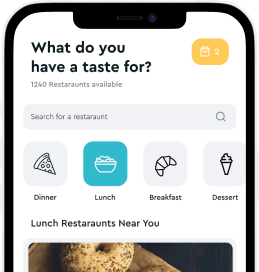 What do you
have a taste for?
2
1240 Restaraunts available
Search for a restaraunt
Dinner Lunch Breakfast Dessert
Lunch Restaraunts Near You